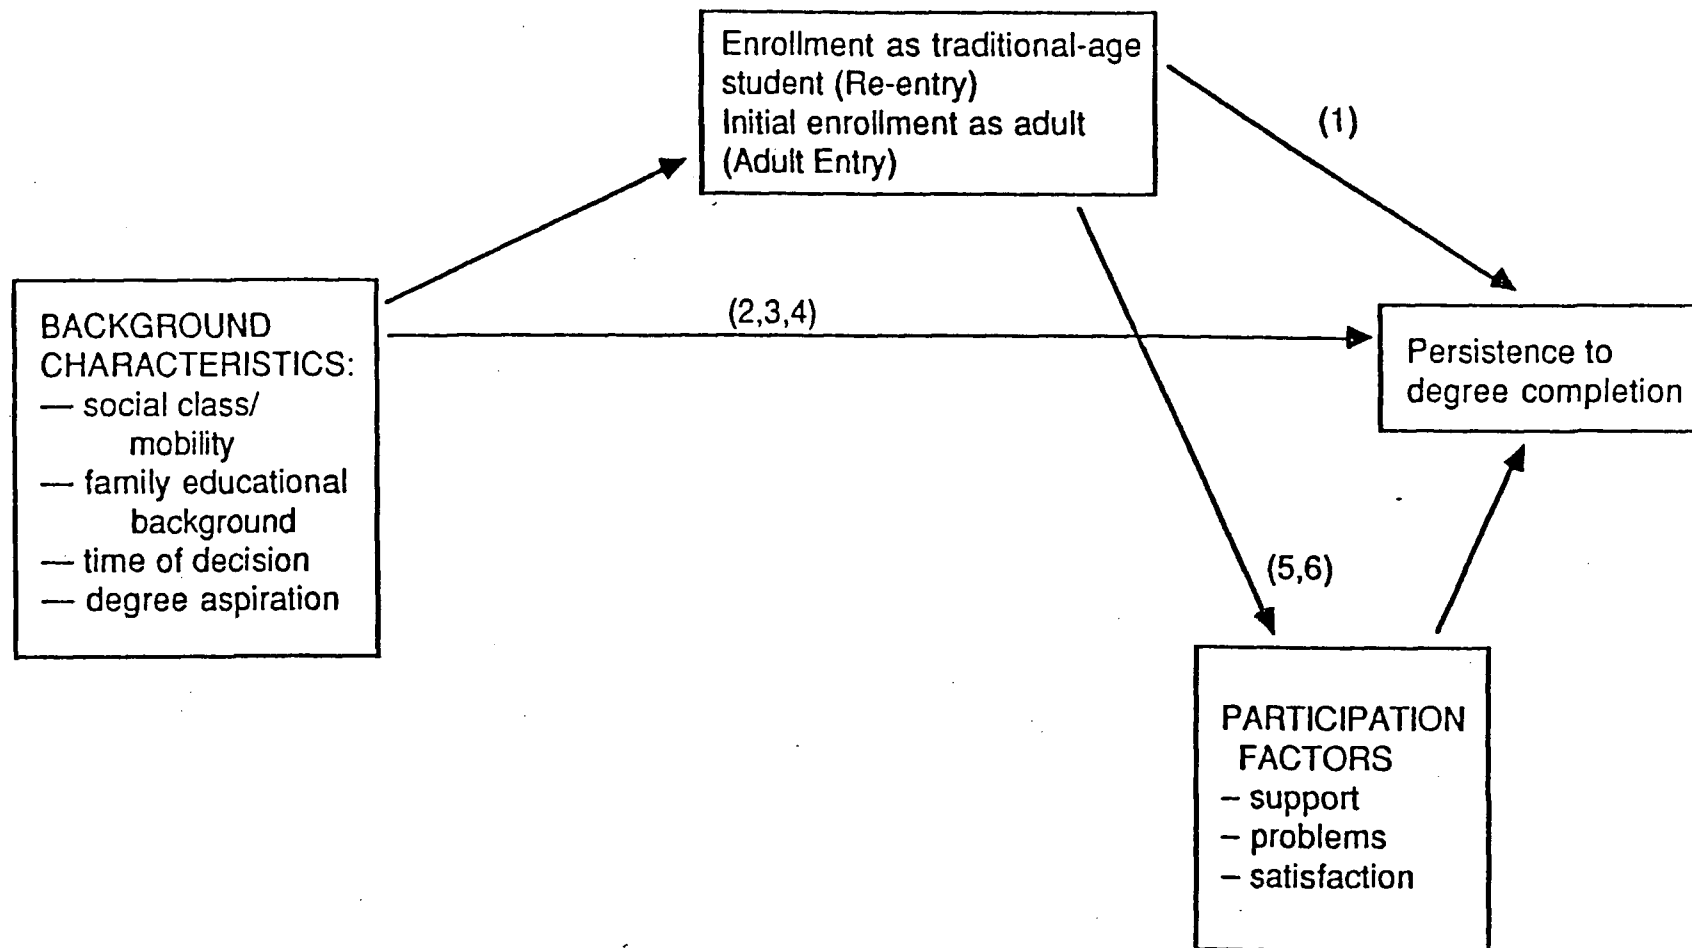 Enrollment as traditional-age
student (Re-entry)
Initial enrollment as adult
(Adult Entry)
(1)
BACKGROUND
CHARACTERISTICS:
— social class/
mobility
— family educational
background
— time of decision
— degree aspiration
(2,3,4)
Persistence to
degree completion
(5,6)
PARTICIPATION
FACTORS
– support
– problems
– satisfaction